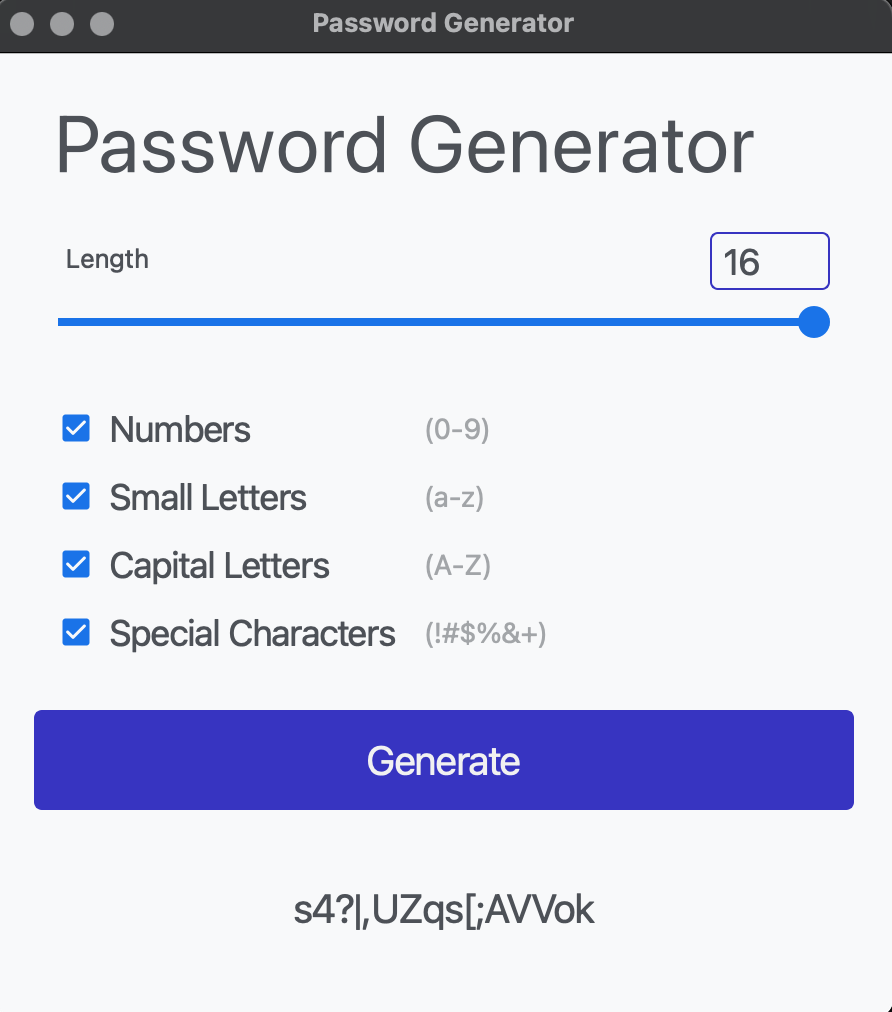 Password Generator
Password Generator
Length
16
Numbers (0-9)
Small Letters (a-z)
Capital Letters (A-Z)
Special Characters (!#$%&+)
Generate
s4?|,UZqs[;AVVok